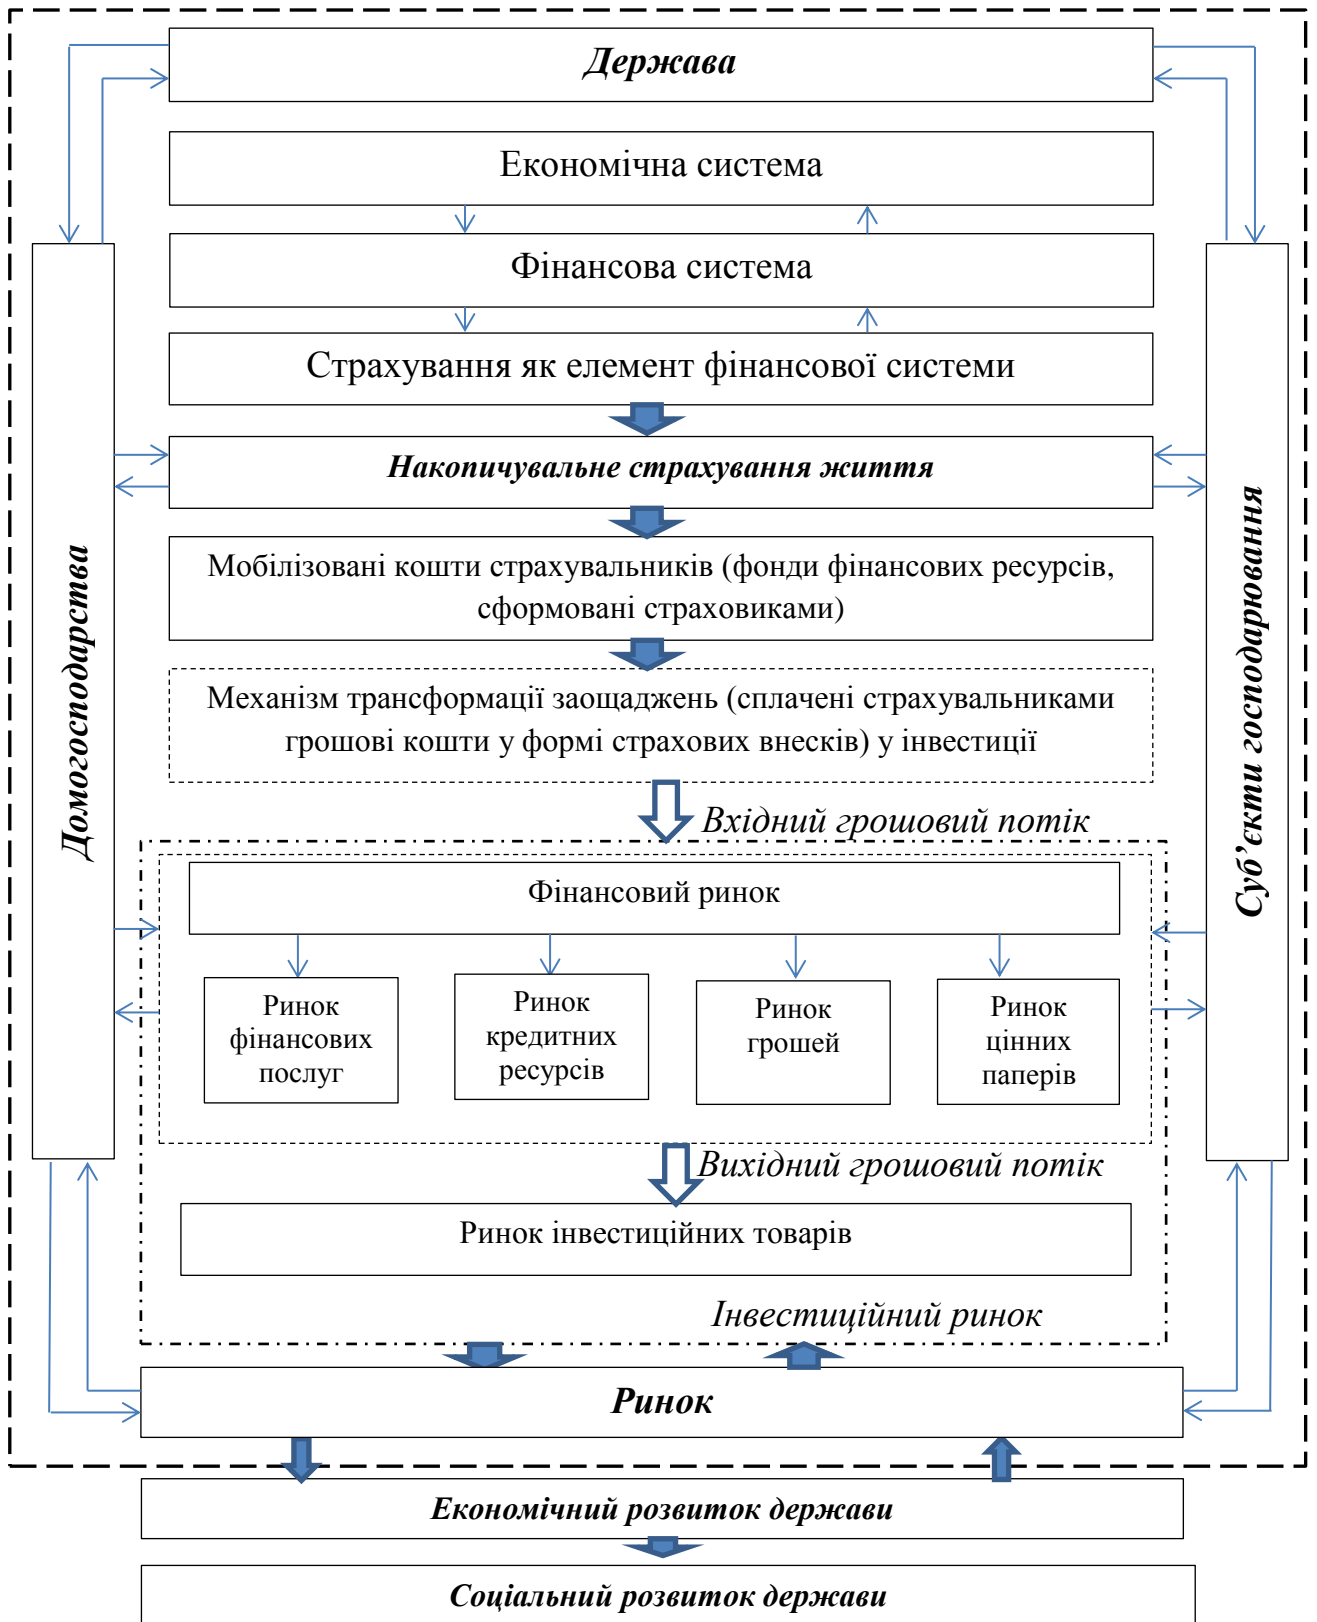 Держава
Економічна система
Фінансова система
Страхування як елемент фінансової системи
Накопичувальне страхування життя
Мобілізовані кошти страхувальників (фонди фінансових ресурсів,
сформовані страховиками)
Механізм трансформації заощаджень (сплачені страхувальниками
грошові кошти у формі страхових внесків) у інвестиції
Домогосподарства
Суб’єкти господарювання
Вхідний грошовий потік
Фінансовий ринок
Ринок
фінансових
послуг
Ринок
кредитних
ресурсів
Ринок
грошей
Ринок
цінних
паперів
Вихідний грошовий потік
Ринок інвестиційних товарів
Інвестиційний ринок
Ринок
Економічний розвиток держави
Соціальний розвиток держави